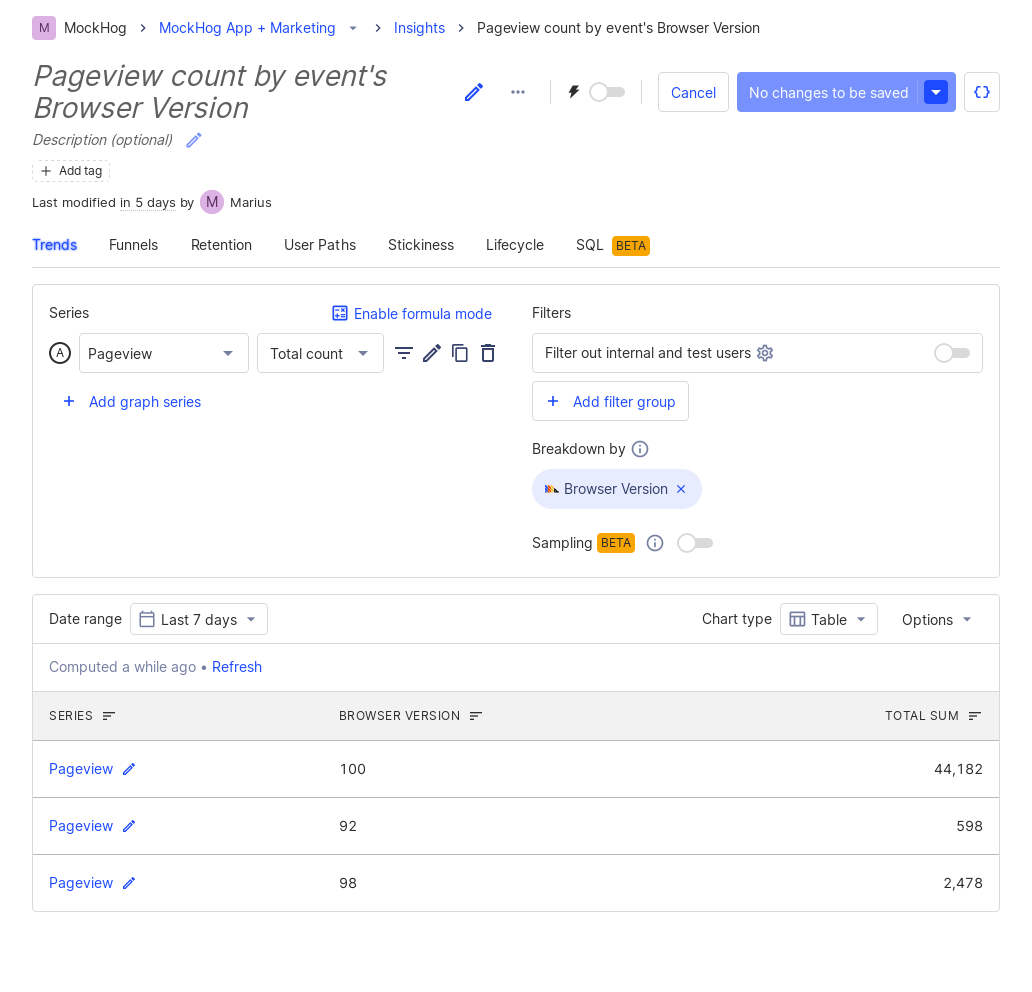 M MockHog MockHog App + Marketing Insights Pageview count by event's Browser Version
Pageview count by event's
Browser Version
Cancel No changes to be saved
Description (optional)
Add tag
Last modified in 5 days by M Marius
Trends Funnels Retention User Paths Stickiness Lifecycle SQL BETA
Series Enable formula mode Filters
A Pageview Total count Filter out internal and test users
Add graph series Add filter group
Breakdown by
Browser Version
Sampling BETA
Date range Last 7 days Chart type Table Options
Computed a while ago • Refresh
SERIES BROWSER VERSION TOTAL SUM
Pageview 100 44,182
Pageview 92 598
Pageview 98 2,478